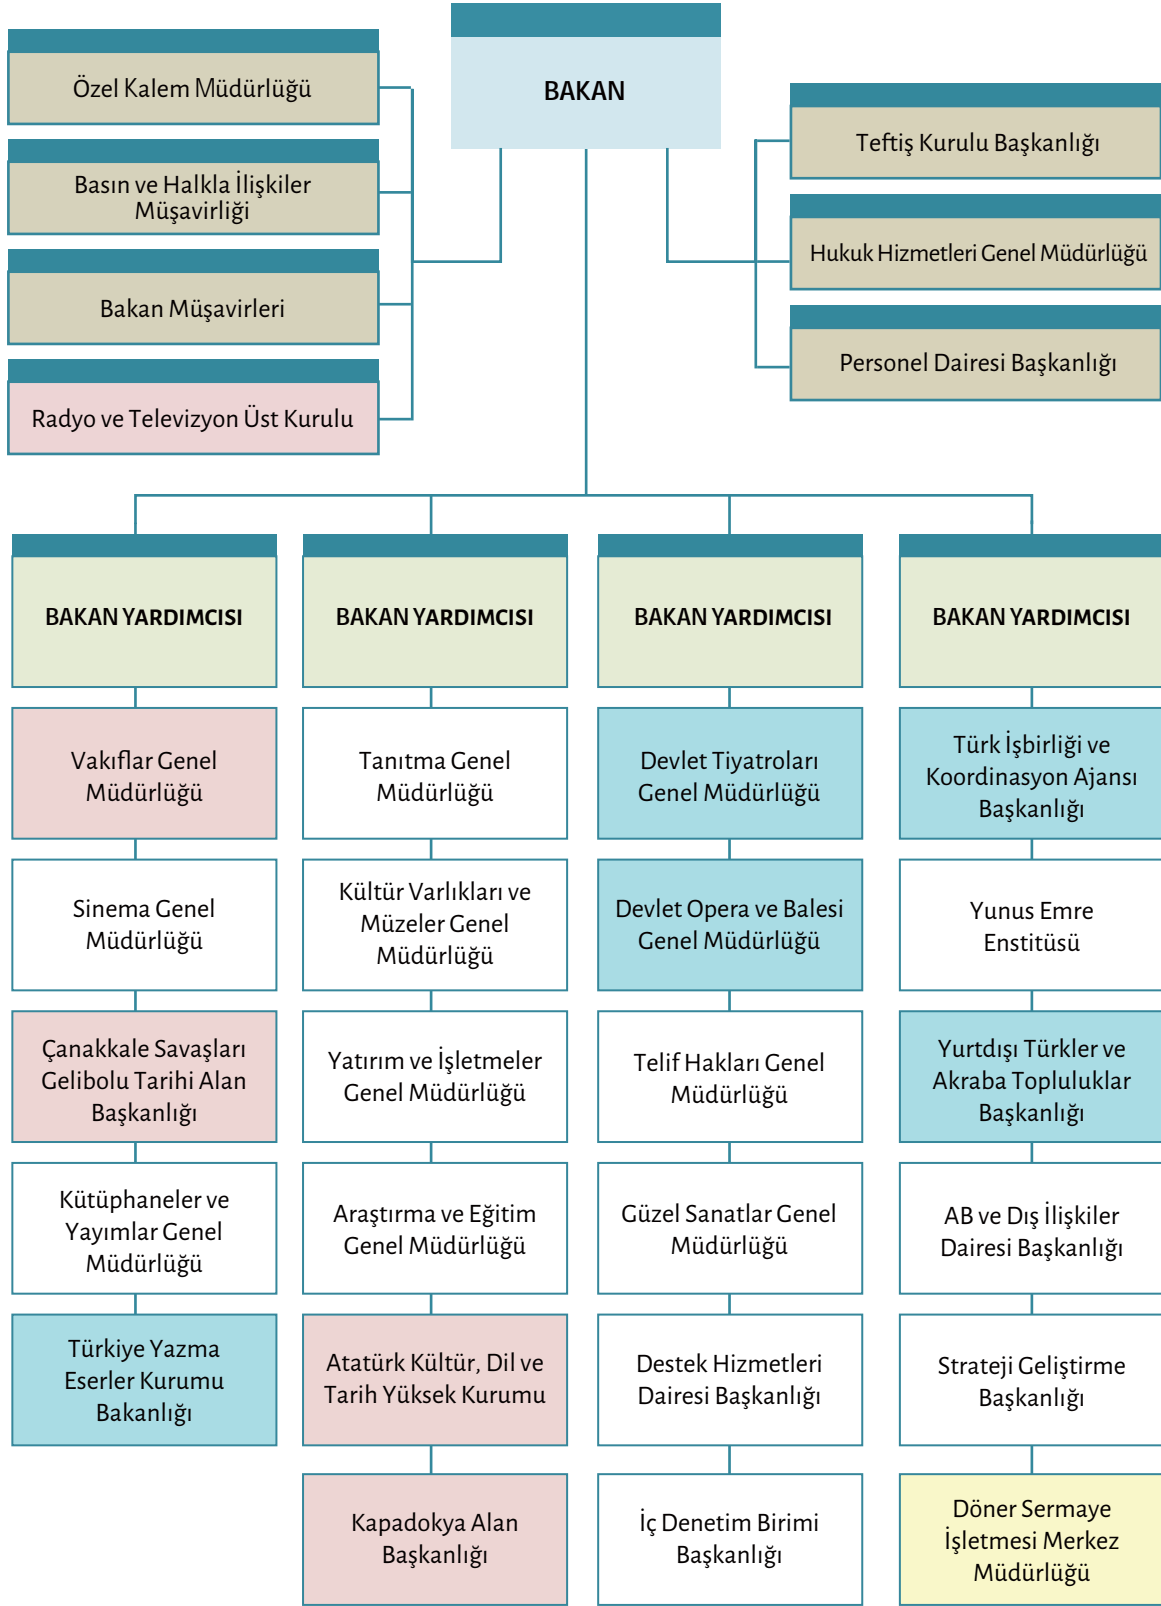 BAKAN
Özel Kalem Müdürlüğü
Basın ve Halkla İlişkiler
Müşavirliği
Bakan Müşavirleri
Radyo ve Televizyon Üst Kurulu
Teftiş Kurulu Başkanlığı
Hukuk Hizmetleri Genel Müdürlüğü
Personel Dairesi Başkanlığı
BAKAN YARDIMCISI
Vakıflar Genel
Müdürlüğü
Sinema Genel
Müdürlüğü
Çanakkale Savaşları
Gelibolu Tarihi Alan
Başkanlığı
Kütüphaneler ve
Yayımlar Genel
Müdürlüğü
Türkiye Yazma
Eserler Kurumu
Bakanlığı
BAKAN YARDIMCISI
Tanıtma Genel
Müdürlüğü
Kültür Varlıkları ve
Müzeler Genel
Müdürlüğü
Yatırım ve İşletmeler
Genel Müdürlüğü
Araştırma ve Eğitim
Genel Müdürlüğü
Atatürk Kültür, Dil ve
Tarih Yüksek Kurumu
Kapadokya Alan
Başkanlığı
BAKAN YARDIMCISI
Devlet Tiyatroları
Genel Müdürlüğü
Devlet Opera ve Balesi
Genel Müdürlüğü
Telif Hakları Genel
Müdürlüğü
Güzel Sanatlar Genel
Müdürlüğü
Destek Hizmetleri
Dairesi Başkanlığı
İç Denetim Birimi
Başkanlığı
BAKAN YARDIMCISI
Türk İşbirliği ve
Koordinasyon Ajansı
Başkanlığı
Yunus Emre
Enstitüsü
Yurtdışı Türkler ve
Akraba Topluluklar
Başkanlığı
AB ve Dış İlişkiler
Dairesi Başkanlığı
Strateji Geliştirme
Başkanlığı
Döner Sermaye
İşletmesi Merkez
Müdürlüğü